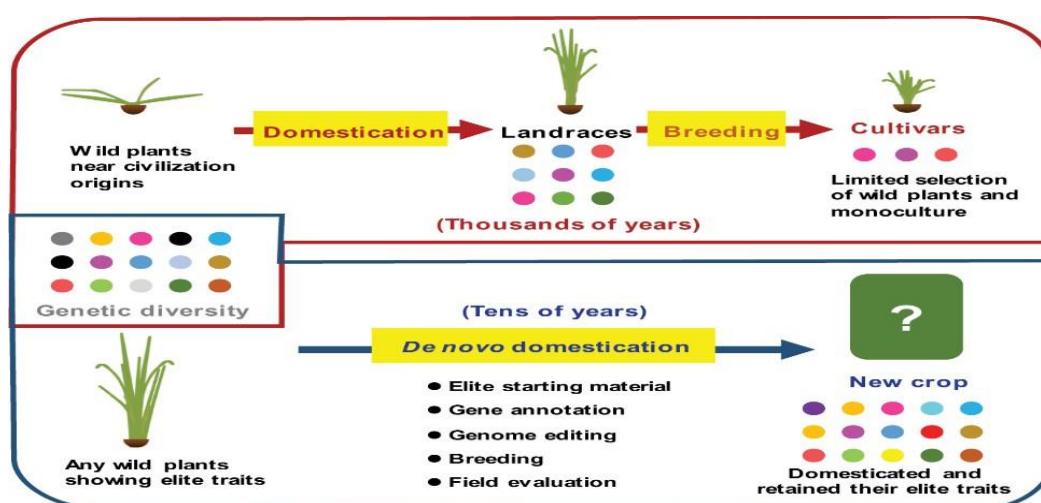 Wild plants
near civilization
origins
Domestication
Landraces
Breeding
Cultivars
Limited selection
of wild plants and
monoculture
(Thousands of years)
Genetic diversity
(Tens of years)
De novo domestication
● Elite starting material
● Gene annotation
● Genome editing
● Breeding
● Field evaluation
Any wild plants
showing elite traits
?
New crop
Domesticated and
retained their elite traits